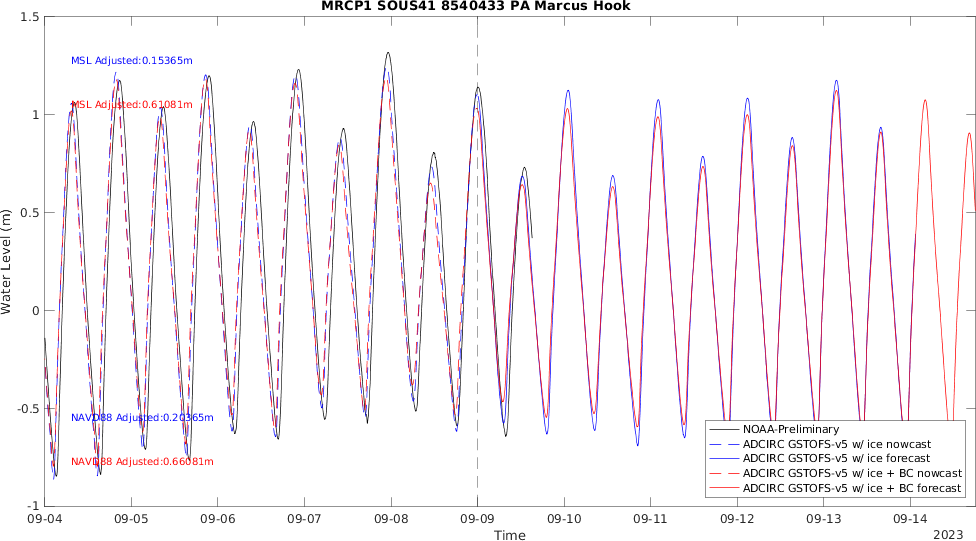 MRCP1 SOUS41 8540433 PA Marcus Hook
1.5
MSL Adjusted:0.15365m
MSL Adjusted:0.61081m
1
0.5
Water Level (m)
0
-0.5
NAVD88 Adjusted:0.20365m
NAVD88 Adjusted:0.66081m
-1
NOAA-Preliminary
ADCIRC GSTOFS-v5 w/ ice nowcast
ADCIRC GSTOFS-v5 w/ ice forecast
ADCIRC GSTOFS-v5 w/ ice + BC nowcast
ADCIRC GSTOFS-v5 w/ ice + BC forecast
09-04 09-05 09-06 09-07 09-08 09-09 09-10 09-11 09-12 09-13 09-14
Time
2023